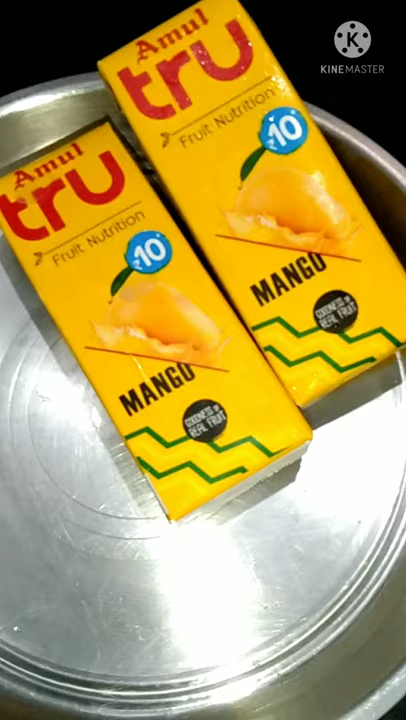 KINEMASTER
Amul
tru
Fruit Nutrition
₹10
MANGO
GOODNESS OF
REAL FRUIT
Amul
tru
Fruit Nutrition
₹10
MANGO
GOODNESS OF
REAL FRUIT